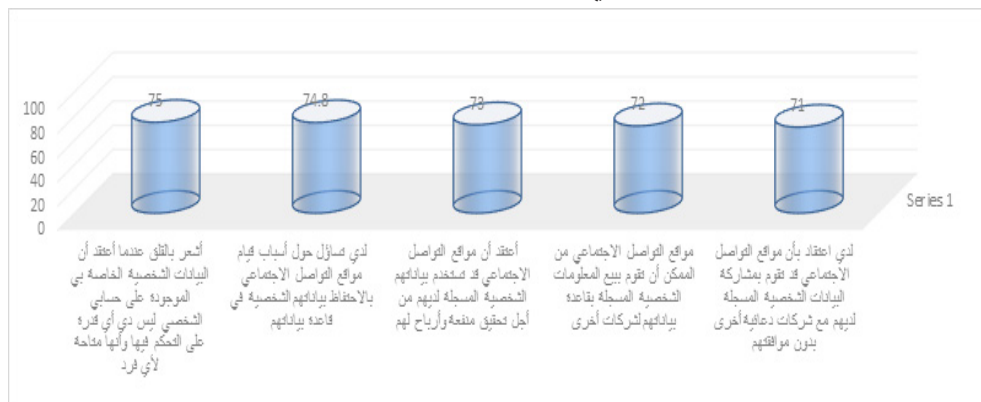 75
74.8
73
72
71
100
80
60
40
20
0
Series 1
أشعر بالقلق عندما أعتقد أن
البيانات الشخصية الخاصة بي
الموجودة على حسابي
الشخصي ليس دي أي قدرة
على التحكم فيها وأنها متاحة
لأي فرد
لدي تساؤل حول أسباب قيام
مواقع التواصل الاجتماعي
بالاحتفاظ بياناتهم الشخصية في
قاعدة بياناتهم
أعتقد أن مواقع التواصل
الاجتماعي قد تستخدم بياناتهم
الشخصية المسجلة لديهم من
أجل تحقيق منفعة وأرباح لهم
مواقع التواصل الاجتماعي من
الممكن أن تقوم ببيع المعلومات
الشخصية المسجلة بقاعدة
بياناتهم لشركات أخرى
لدي اعتقاد بأن مواقع التواصل
الاجتماعي قد تقوم بمشاركة
البيانات الشخصية المسجلة
لديهم مع شركات دعائية أخرى
بدون موافقتهم